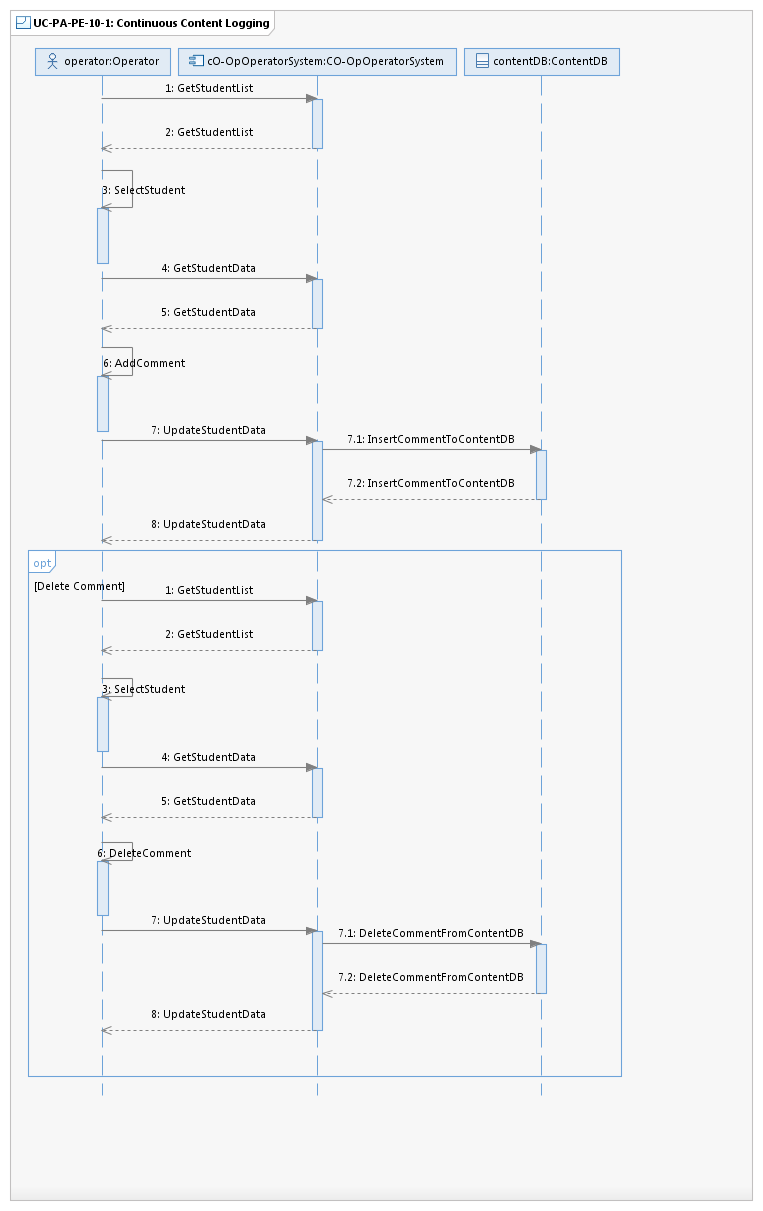 UC-PA-PE-10-1: Continuous Content Logging
operator:Operator
cO-OpOperatorSystem:CO-OpOperatorSystem
contentDB:ContentDB
1: GetStudentList
2: GetStudentList
3: SelectStudent
4: GetStudentData
5: GetStudentData
6: AddComment
7: UpdateStudentData
7.1: InsertCommentToContentDB
7.2: InsertCommentToContentDB
8: UpdateStudentData
opt
[Delete Comment]
1: GetStudentList
2: GetStudentList
3: SelectStudent
4: GetStudentData
5: GetStudentData
6: DeleteComment
7: UpdateStudentData
7.1: DeleteCommentFromContentDB
7.2: DeleteCommentFromContentDB
8: UpdateStudentData